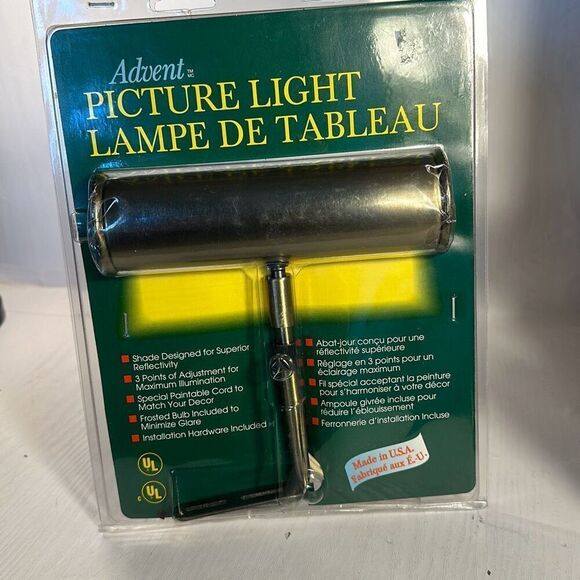 Advent™ MC
PICTURE LIGHT
LAMPE DE TABLEAU
Shade Designed for Superior
Reflectivity
3 Points of Adjustment for
Maximum Illumination
Special Paintable Cord to
Match Your Decor
Frosted Bulb Included to
Minimize Glare
Installation Hardware Included
Abat-jour conçu pour une
réflectivité supérieure
Réglage en 3 points pour un
éclairage maximum
Fil spécial acceptant la peinture
pour s'harmoniser à votre décor
Ampoule givrée incluse pour
réduire l'éblouissement
Ferronnerie d'installation Incluse
UL
C UL
Made in U.S.A.
Fabriqué aux É.-U.